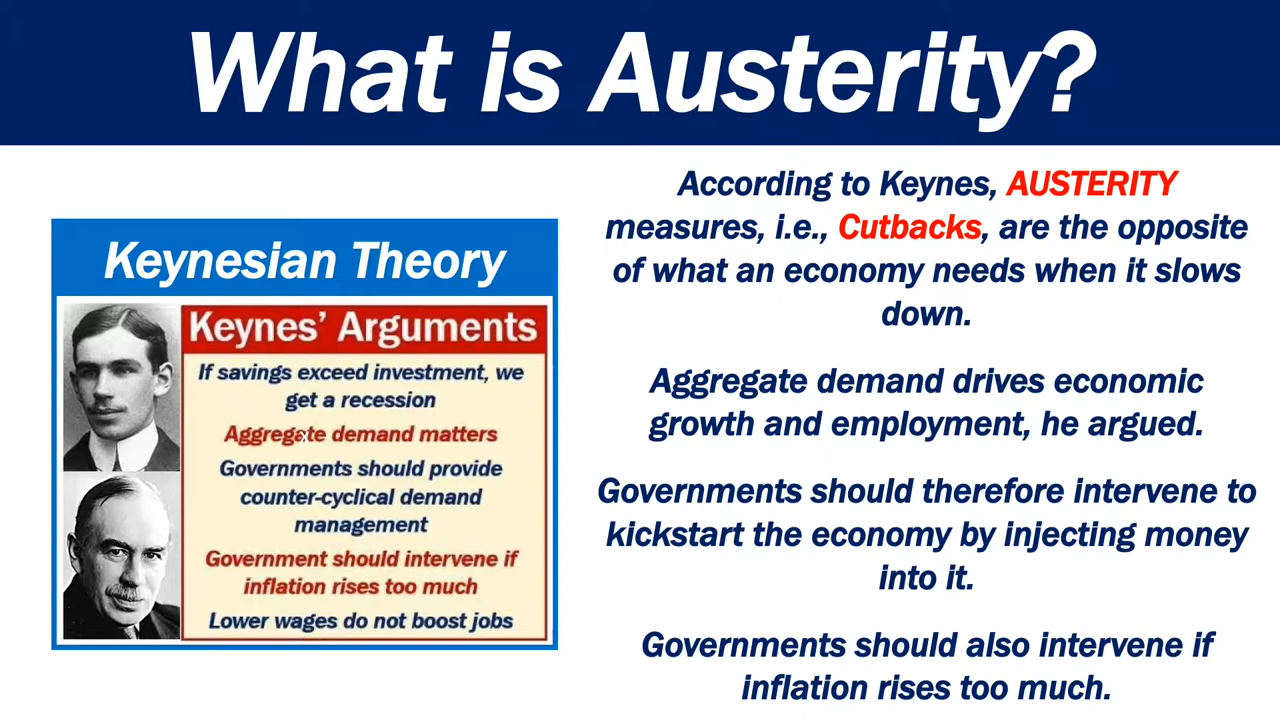 What is Austerity?
Keynesian Theory
Keynes' Arguments
If savings exceed investment, we
get a recession
Aggregate demand matters
Governments should provide
counter-cyclical demand
management
Government should intervene if
inflation rises too much
Lower wages do not boost jobs
According to Keynes, AUSTERITY
measures, i.e., Cutbacks, are the opposite
of what an economy needs when it slows
down.
Aggregate demand drives economic
growth and employment, he argued.
Governments should therefore intervene to
kickstart the economy by injecting money
into it.
Governments should also intervene if
inflation rises too much.